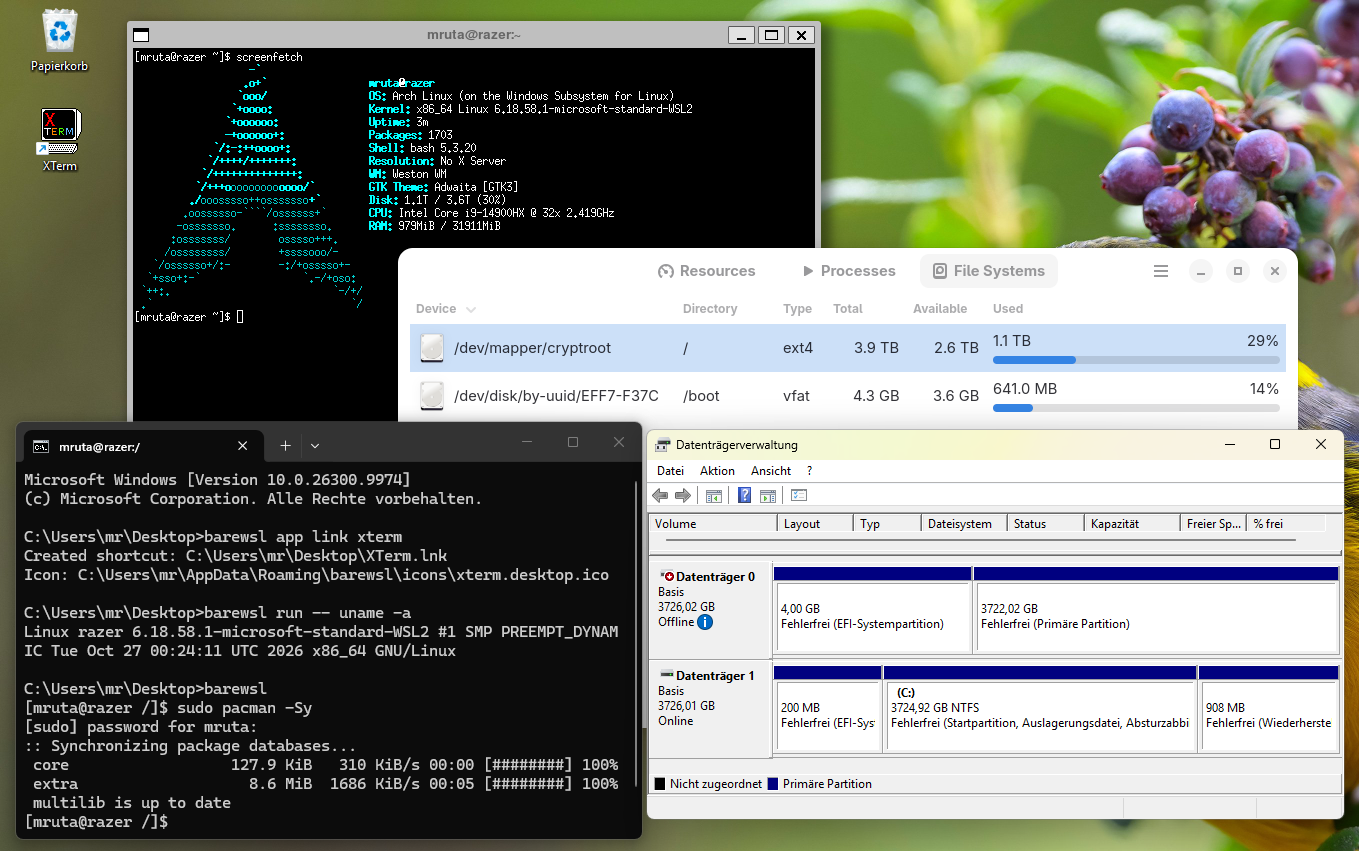 Papierkorb
XTerm
mruta@razer:~
[mruta@razer ~]$ screenfetch
mruta@razer
OS: Arch Linux (on the Windows Subsystem for Linux)
Kernel: x86_64 Linux 6.18.58.1-microsoft-standard-WSL2
Uptime: 3m
Packages: 1703
Shell: bash 5.3.20
Resolution: No X Server
WM: Weston WM
GTK Theme: Adwaita [GTK3]
Disk: 1.1T / 3.6T (30%)
CPU: Intel Core i9-14900HX @ 32x 2.419GHz
RAM: 979MiB / 31911MiB
[mruta@razer ~]$
Resources Processes File Systems
Device Directory Type Total Available Used
/dev/mapper/cryptroot / ext4 3.9 TB 2.6 TB 1.1 TB 29%
/dev/disk/by-uuid/EFF7-F37C /boot vfat 4.3 GB 3.6 GB 641.0 MB 14%
mruta@razer:/
Microsoft Windows [Version 10.0.26300.9974]
(c) Microsoft Corporation. Alle Rechte vorbehalten.
C:\Users\mr\Desktop>barewsl app link xterm
Created shortcut: C:\Users\mr\Desktop\XTerm.lnk
Icon: C:\Users\mr\AppData\Roaming\barewsl\icons\xterm.desktop.ico
C:\Users\mr\Desktop>barewsl run -- uname -a
Linux razer 6.18.58.1-microsoft-standard-WSL2 #1 SMP PREEMPT_DYNAM
IC Tue Oct 27 00:24:11 UTC 2026 x86_64 GNU/Linux
C:\Users\mr\Desktop>barewsl
[mruta@razer /]$ sudo pacman -Sy
[sudo] password for mruta:
:: Synchronizing package databases...
core 127.9 KiB 310 KiB/s 00:00 [########] 100%
extra 8.6 MiB 1686 KiB/s 00:05 [########] 100%
multilib is up to date
[mruta@razer /]$
Datenträgerverwaltung
Datei Aktion Ansicht ?
Volume Layout Typ Dateisystem Status Kapazität Freier Sp... % frei
Datenträger 0
Basis
3726,02 GB
Offline
4,00 GB
Fehlerfrei (EFI-Systempartition)
3722,02 GB
Fehlerfrei (Primäre Partition)
Datenträger 1
Basis
3726,01 GB
Online
200 MB
Fehlerfrei (EFI-Sys
(C:)
3724,92 GB NTFS
Fehlerfrei (Startpartition, Auslagerungsdatei, Absturzabbi
908 MB
Fehlerfrei (Wiederherste
Nicht zugeordnet Primäre Partition